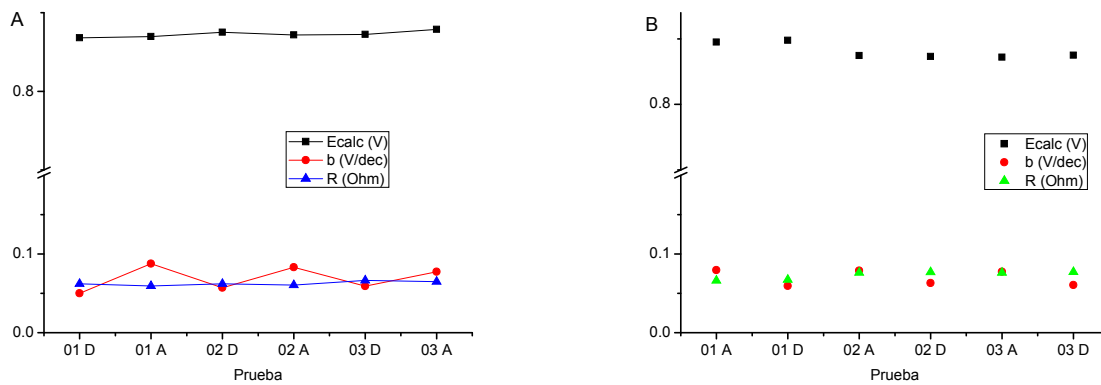 A
0.8
Ecalc (V)
b (V/dec)
R (Ohm)
0.1
0.0
01 D 01 A 02 D 02 A 03 D 03 A
Prueba
B
0.8
Ecalc (V)
b (V/dec)
R (Ohm)
0.1
0.0
01 A 01 D 02 A 02 D 03 A 03 D
Prueba